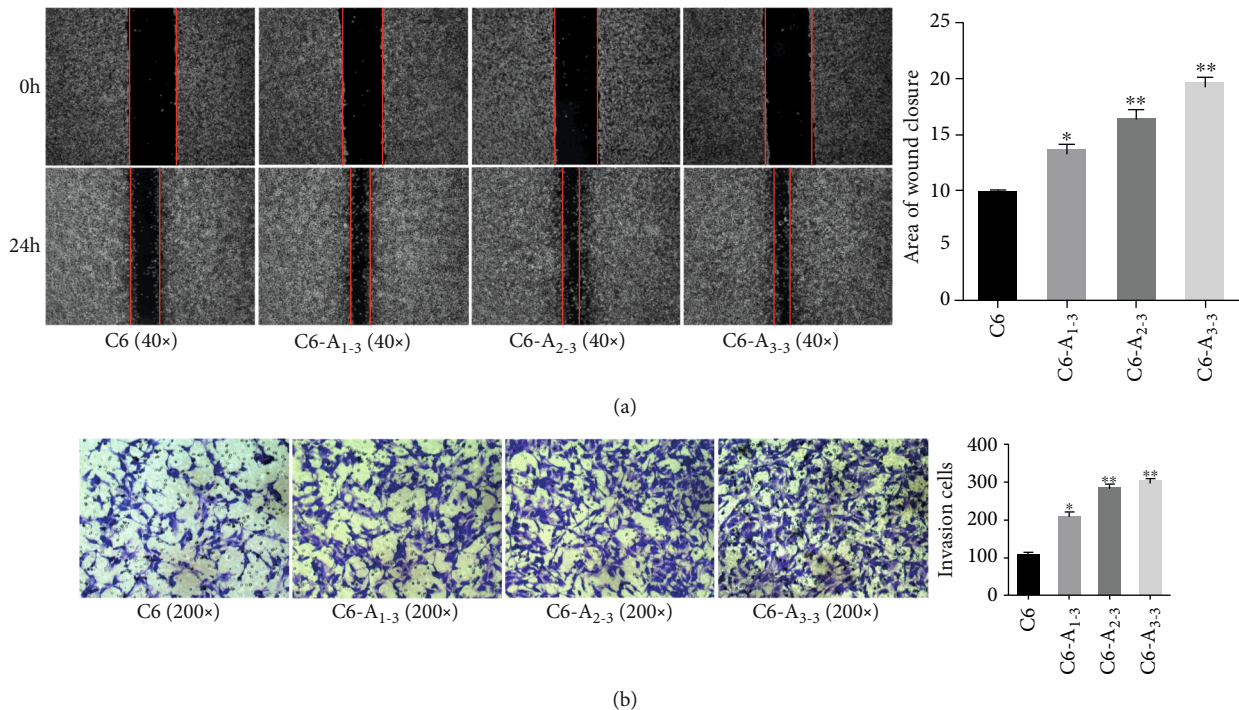 0h
24h
C6 (40×)
C6-A1-3 (40×)
C6-A2-3 (40×)
C6-A3-3 (40×)
Area of wound closure
25
20
15
10
5
0
*
**
**
C6
C6-A1-3
C6-A2-3
C6-A3-3
(a)
C6 (200×)
C6-A1-3 (200×)
C6-A2-3 (200×)
C6-A3-3 (200×)
Invasion cells
400
300
200
100
0
*
**
**
C6
C6-A1-3
C6-A2-3
C6-A3-3
(b)